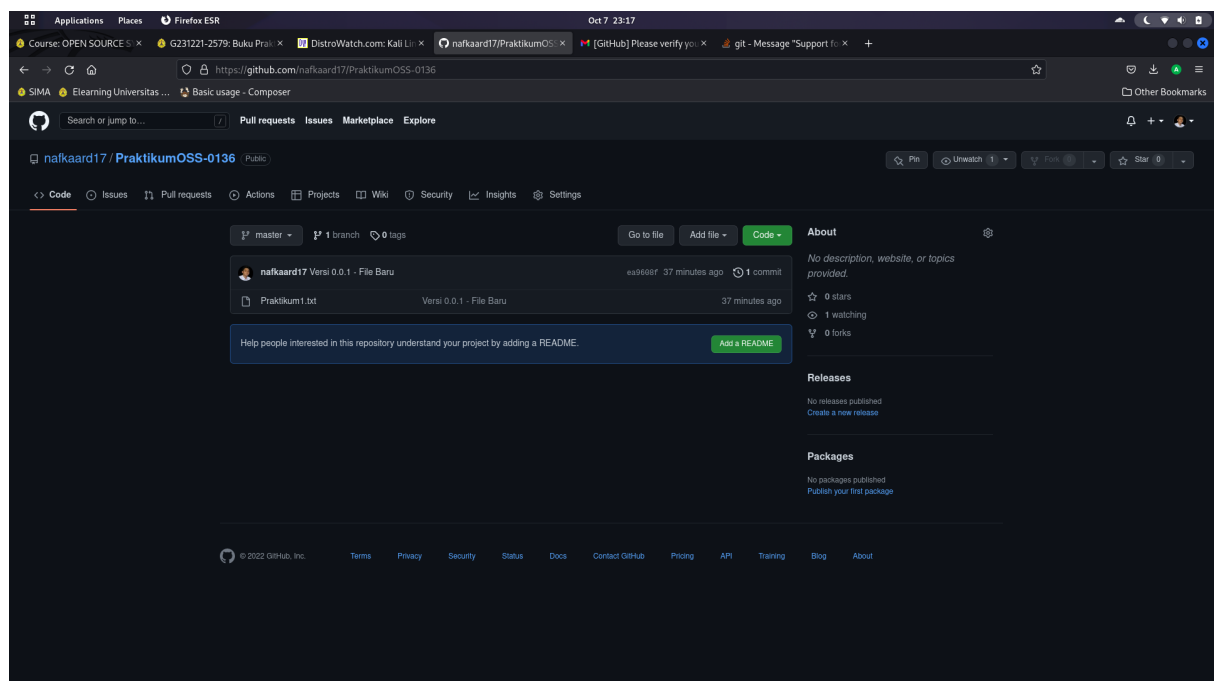 Applications Places Firefox ESR Oct 7 23:17
Course: OPEN SOURCE S G231221-2579: Buku Prak DistroWatch.com: Kali Lin nafkaard17/PraktikumOSS [GitHub] Please verify you git - Message "Support fo
https://github.com/nafkaard17/PraktikumOSS-0136
SIMA Elearning Universitas ... Basic usage - Composer Other Bookmarks
Search or jump to... / Pull requests Issues Marketplace Explore
nafkaard17 / PraktikumOSS-0136 Public Pin Unwatch 1 Fork 0 Star 0
Code Issues Pull requests Actions Projects Wiki Security Insights Settings
master 1 branch 0 tags Go to file Add file Code
nafkaard17 Versi 0.0.1 - File Baru ea9608f 37 minutes ago 1 commit
Praktikum1.txt Versi 0.0.1 - File Baru 37 minutes ago
Help people interested in this repository understand your project by adding a README. Add a README
About
No description, website, or topics
provided.
0 stars
1 watching
0 forks
Releases
No releases published
Create a new release
Packages
No packages published
Publish your first package
© 2022 GitHub, Inc. Terms Privacy Security Status Docs Contact GitHub Pricing API Training Blog About